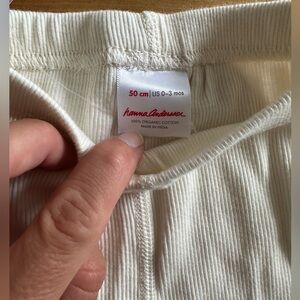 50 cm | US 0-3 mos
hanna andersson
100% ORGANIC COTTON
MADE IN INDIA